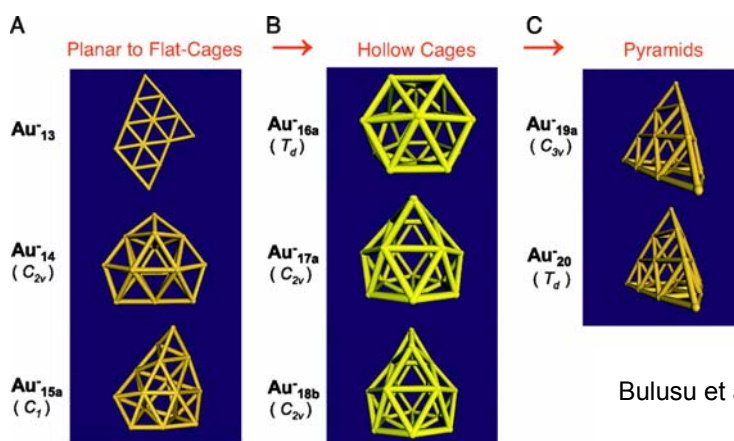 A
Planar to Flat-Cages
Au⁻₁₃
Au⁻₁₄
(C₂ᵥ)
Au⁻₁₅ₐ
(C₁)
B
Hollow Cages
Au⁻₁₆ₐ
(T_d)
Au⁻₁₇ₐ
(C₂ᵥ)
Au⁻₁₈b
(C₂ᵥ)
C
Pyramids
Au⁻₁₉ₐ
(C₃ᵥ)
Au⁻₂₀
(T_d)
Bulusu et